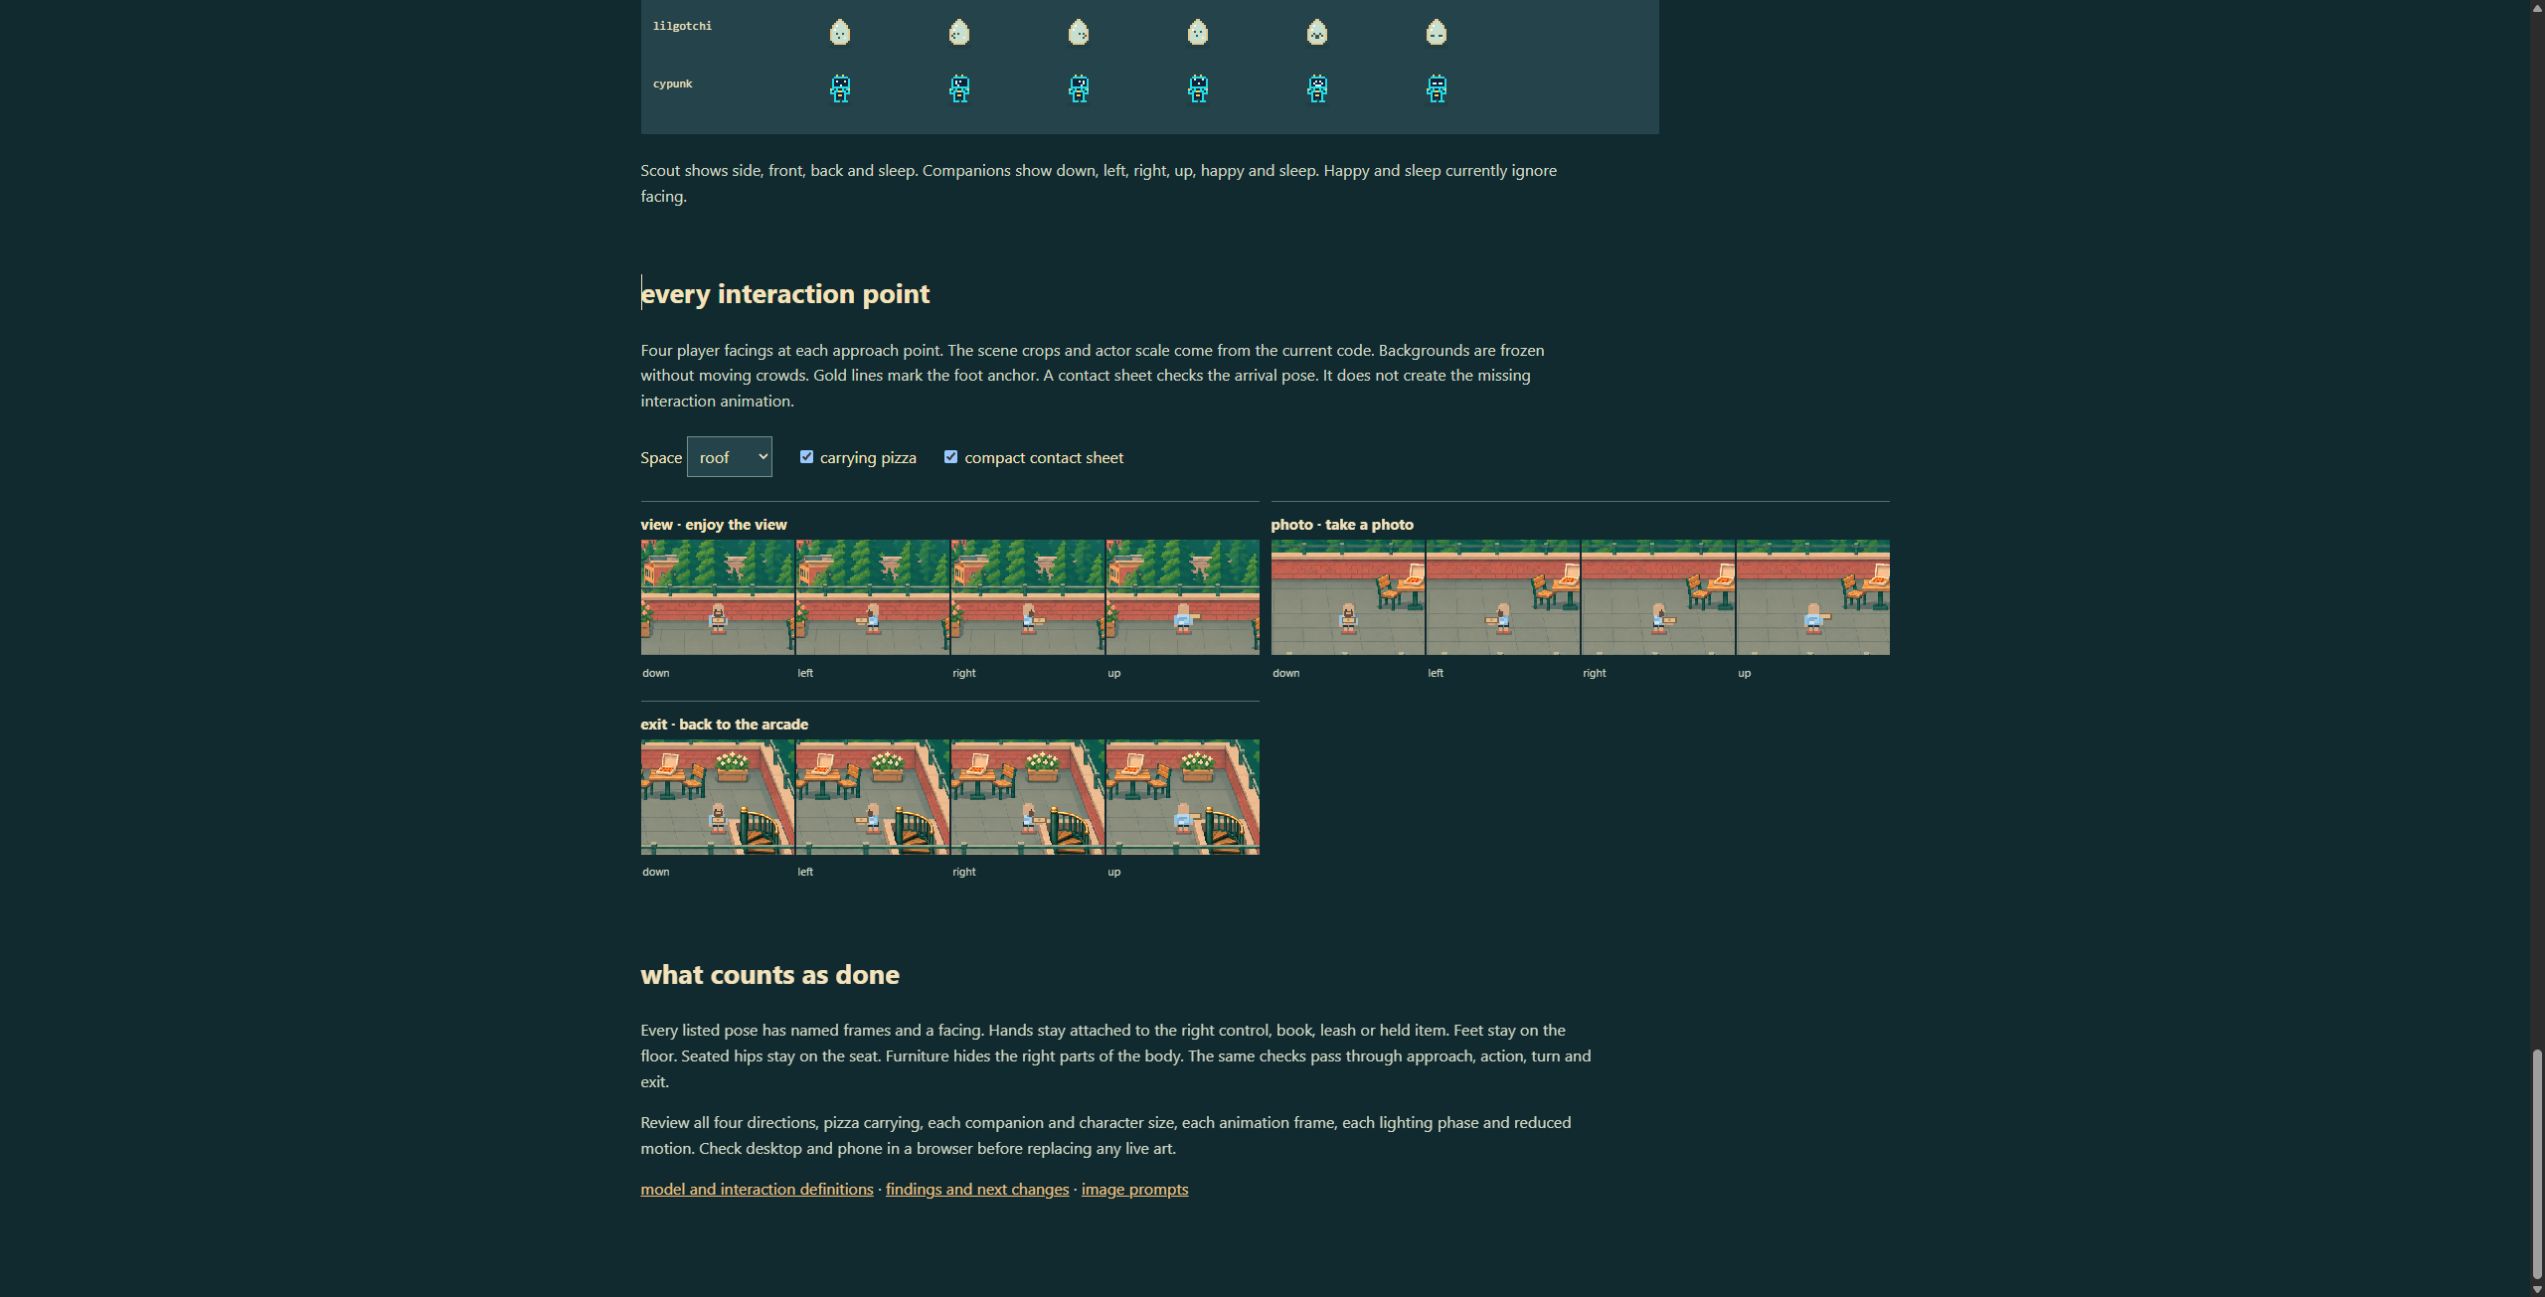 lilgotchi
cypunk
Scout shows side, front, back and sleep. Companions show down, left, right, up, happy and sleep. Happy and sleep currently ignore
facing.
every interaction point
Four player facings at each approach point. The scene crops and actor scale come from the current code. Backgrounds are frozen
without moving crowds. Gold lines mark the foot anchor. A contact sheet checks the arrival pose. It does not create the missing
interaction animation.
Space roof carrying pizza compact contact sheet
view · enjoy the view
down left right up
photo · take a photo
down left right up
exit · back to the arcade
down left right up
what counts as done
Every listed pose has named frames and a facing. Hands stay attached to the right control, book, leash or held item. Feet stay on the
floor. Seated hips stay on the seat. Furniture hides the right parts of the body. The same checks pass through approach, action, turn and
exit.
Review all four directions, pizza carrying, each companion and character size, each animation frame, each lighting phase and reduced
motion. Check desktop and phone in a browser before replacing any live art.
model and interaction definitions · findings and next changes · image prompts